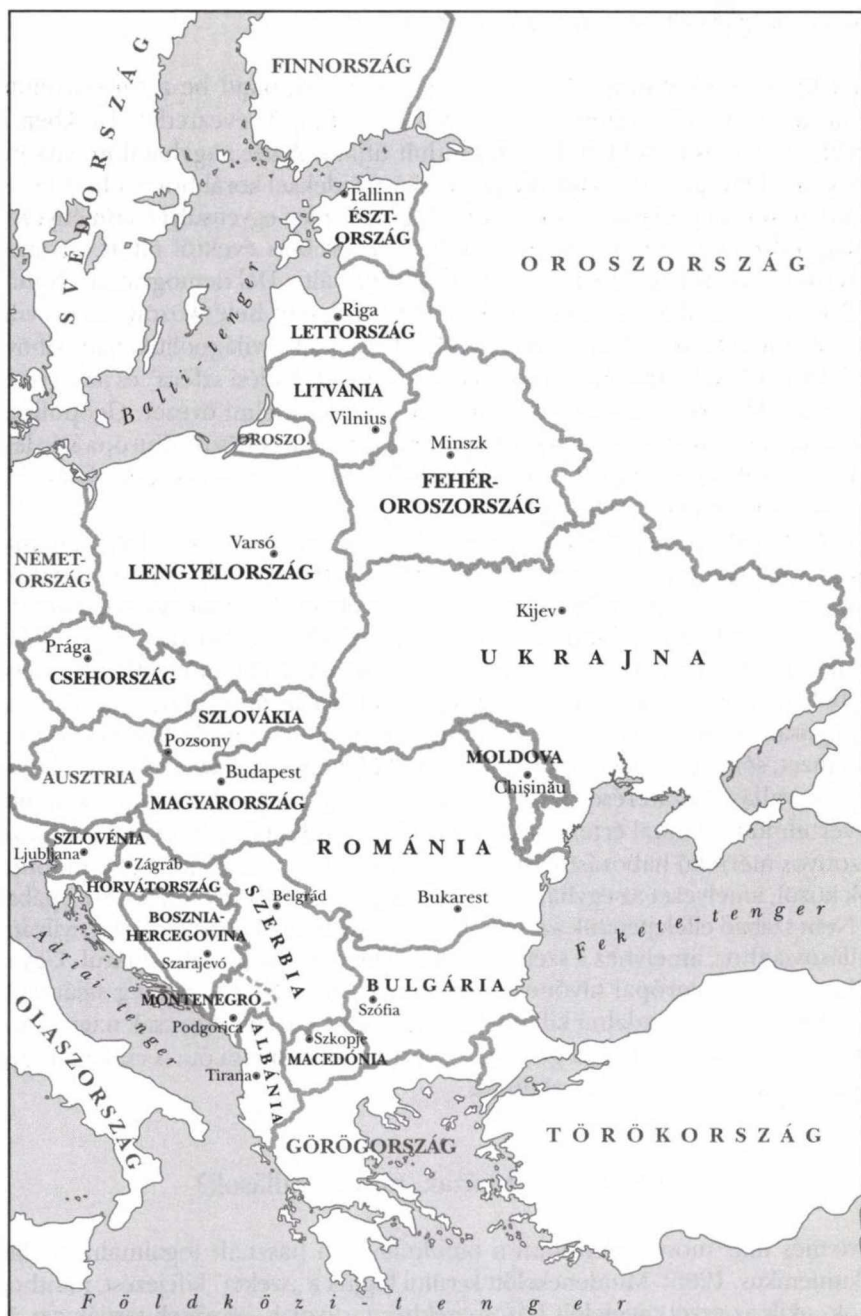 FINNORSZÁG
SVÉDORSZÁG
Tallinn
ÉSZT-
ORSZÁG
OROSZORSZÁG
Balti-tenger
Riga
LETTORSZÁG
LITVÁNIA
Vilnius
OROSZO.
Minszk
FEHÉR-
OROSZORSZÁG
Varsó
LENGYELORSZÁG
NÉMET-
ORSZÁG
Kijev
UKRAJNA
Prága
CSEHORSZÁG
SZLOVÁKIA
Pozsony
AUSZTRIA
Budapest
MAGYARORSZÁG
MOLDOVA
Chișinău
SZLOVÉNIA
Ljubljana
Zágráb
HORVÁTORSZÁG
ROMÁNIA
SZERBIA
Belgrád
Bukarest
BOSZNIA-
HERCEGOVINA
Szarajevó
Fekete-tenger
Adriai tenger
MONTENEGRÓ
Podgorica
BULGÁRIA
Szófia
OLASZORSZÁG
ALBÁNIA
Szkopje
MACEDÓNIA
Tirana
GÖRÖGORSZÁG
TÖRÖKORSZÁG
Földközi tenger